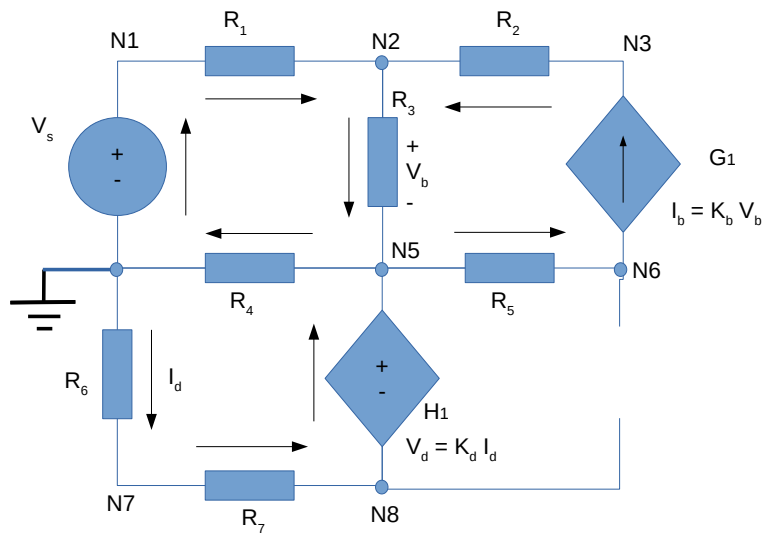 N1
R1
N2
R2
N3
Vs
+
-
R3
+
Vb
-
G1
Ib = Kb Vb
N5
N6
R4
R5
R6
Id
+
-
H1
Vd = Kd Id
N7
R7
N8